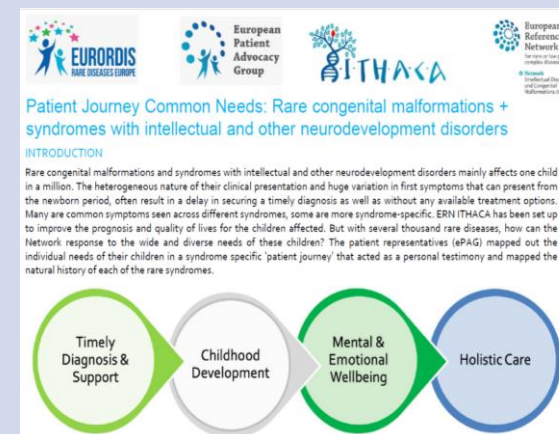 EURORDIS
RARE DISEASES EUROPE
European
Patient
Advocacy
Group
ITHACA
European
Reference
Network
Patient Journey Common Needs: Rare congenital malformations +
syndromes with intellectual and other neurodevelopment disorders
INTRODUCTION
Rare congenital malformations and syndromes with intellectual and other neurodevelopment disorders mainly affects one child
in a million. The heterogeneous nature of their clinical presentation and huge variation in first symptoms that can present from
the newborn period, often result in a delay in securing a timely diagnosis as well as without any available treatment options.
Many are common symptoms seen across different syndromes, some are more syndrome-specific. ERN ITHACA has been set up
to improve the prognosis and quality of lives for the children affected. But with several thousand rare diseases, how can the
Network response to the wide and diverse needs of these children? The patient representatives (ePAG) mapped out the
individual needs of their children in a syndrome specific 'patient journey' that acted as a personal testimony and mapped the
natural history of each of the rare syndromes.
Timely
Diagnosis &
Support
Childhood
Development
Mental &
Emotional
Wellbeing
Holistic Care